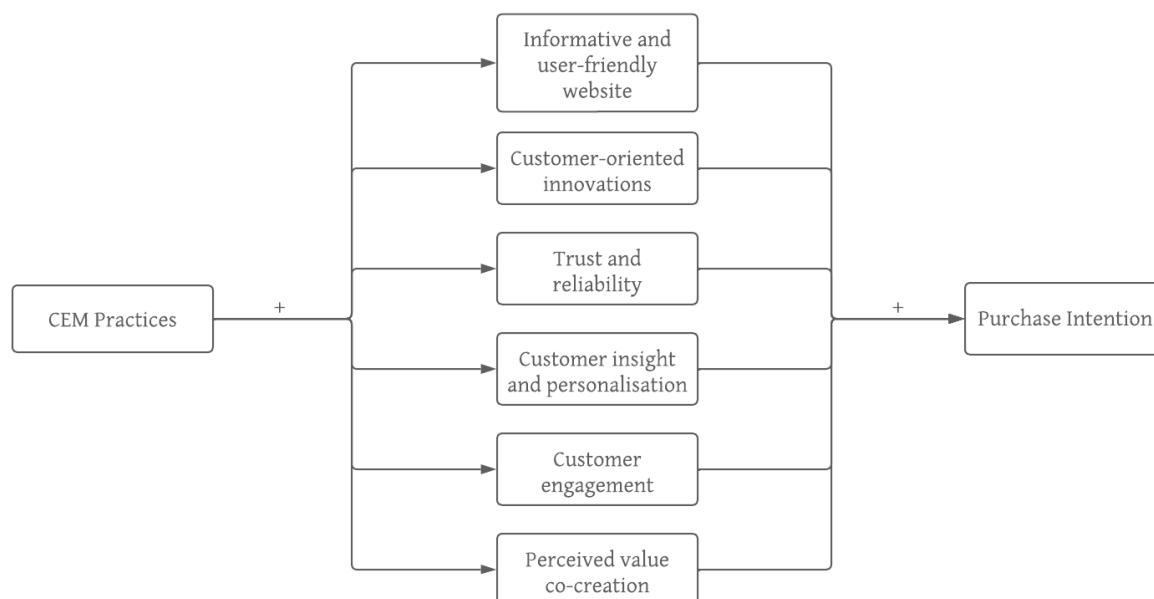 Informative and
user-friendly
website
Customer-oriented
innovations
Trust and
reliability
CEM Practices
+
+
Purchase Intention
Customer insight
and personalisation
Customer
engagement
Perceived value
co-creation